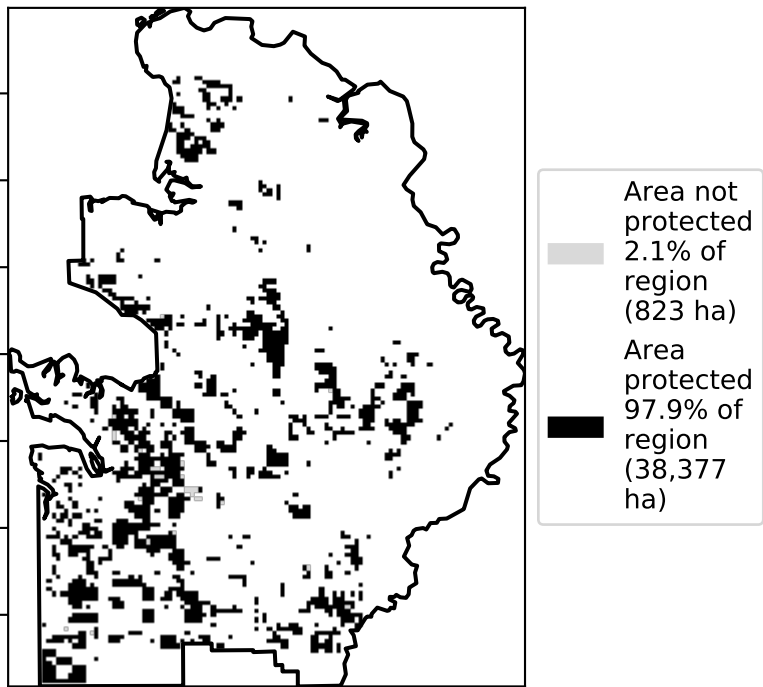 Area not
protected
2.1% of
region
(823 ha)
Area
protected
97.9% of
region
(38,377
ha)